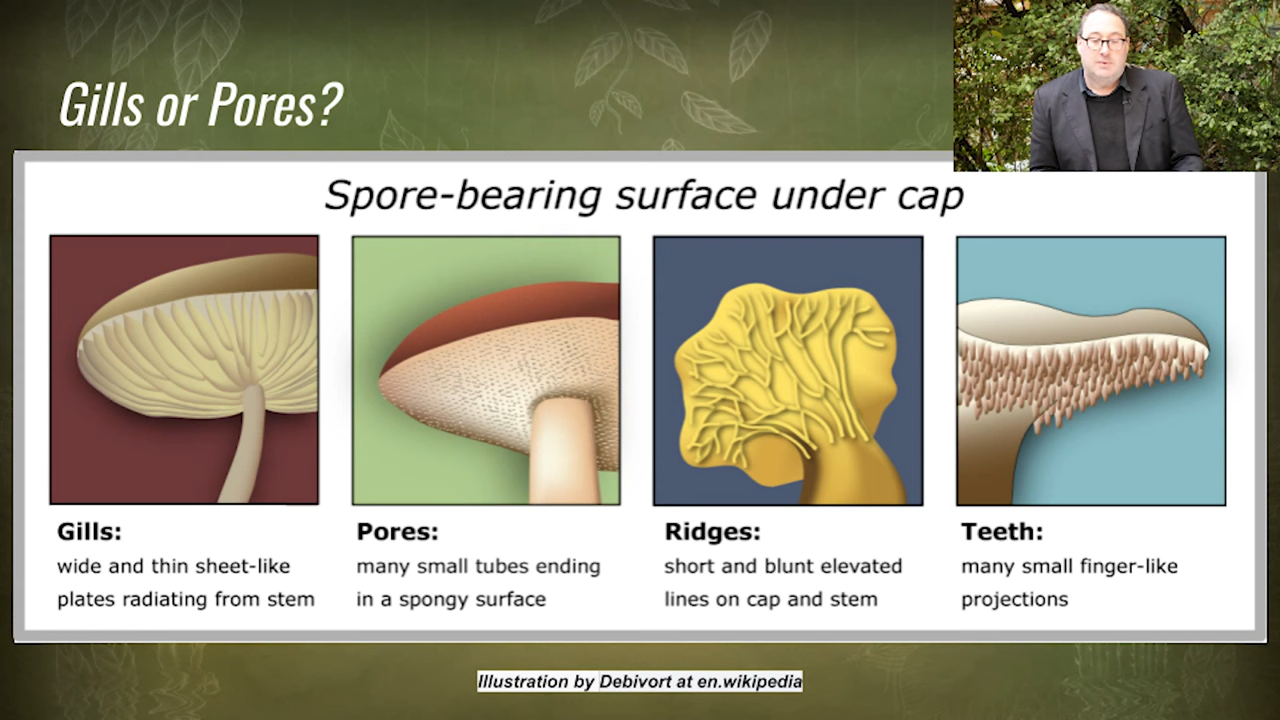 Gills or Pores?
Spore-bearing surface under cap
Gills:
wide and thin sheet-like
plates radiating from stem
Pores:
many small tubes ending
in a spongy surface
Ridges:
short and blunt elevated
lines on cap and stem
Teeth:
many small finger-like
projections
Illustration by Debivort at en.wikipedia